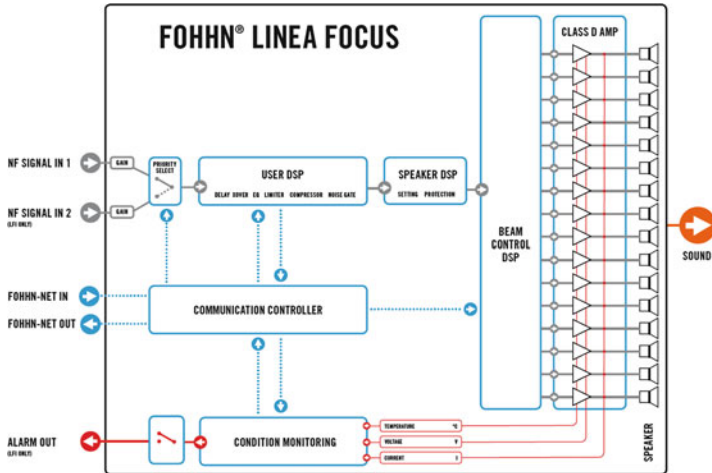 FOHHN® LINEA FOCUS
CLASS D AMP
NF SIGNAL IN 1
GAIN
PRIORITY
SELECT
USER DSP
DELAY XOVER EQ LIMITER COMPRESSOR NOISE GATE
SPEAKER DSP
SETTING PROTECTION
NF SIGNAL IN 2
(LFI ONLY)
GAIN
BEAM
CONTROL
DSP
SOUND
FOHHN-NET IN
FOHHN-NET OUT
COMMUNICATION CONTROLLER
ALARM OUT
(LFI ONLY)
CONDITION MONITORING
TEMPERATURE °C
VOLTAGE V
CURRENT I
SPEAKER